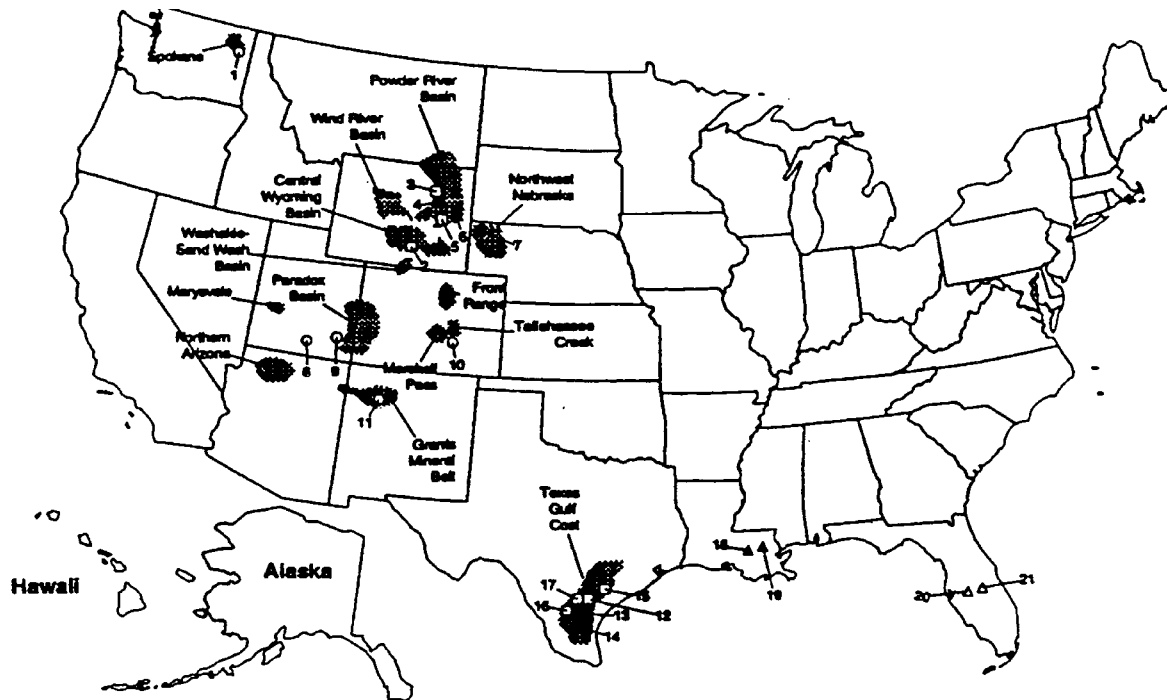 Spokane
1
Powder River
Basin
Wind River
Basin
Central
Wyoming
Basin
3
4
5
6
7
Northwest
Nebraska
Washakie-
Sand Wash
Basin
2
Marysvale
Paradox
Basin
Front
Range
Tallahassee
Creek
Northern
Arizona
8
9
Marshall
Pass
10
11
Grants
Mineral
Belt
Texas
Gulf
Cost
17
16
15
12
13
14
18
19
20
21
Hawaii
Alaska